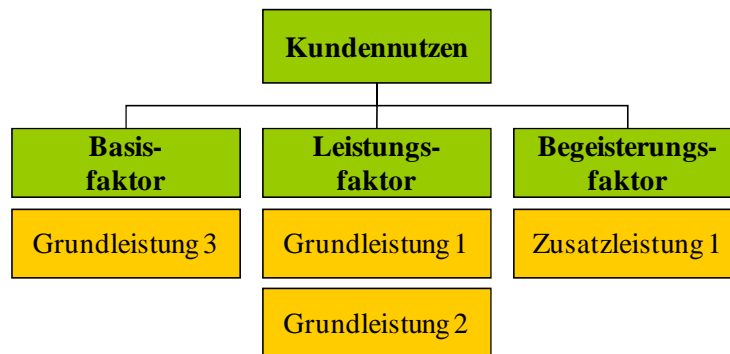 Kundennutzen
Basis-
faktor
Leistungs-
faktor
Begeisterungs-
faktor
Grundleistung 3
Grundleistung 1
Zusatzleistung 1
Grundleistung 2